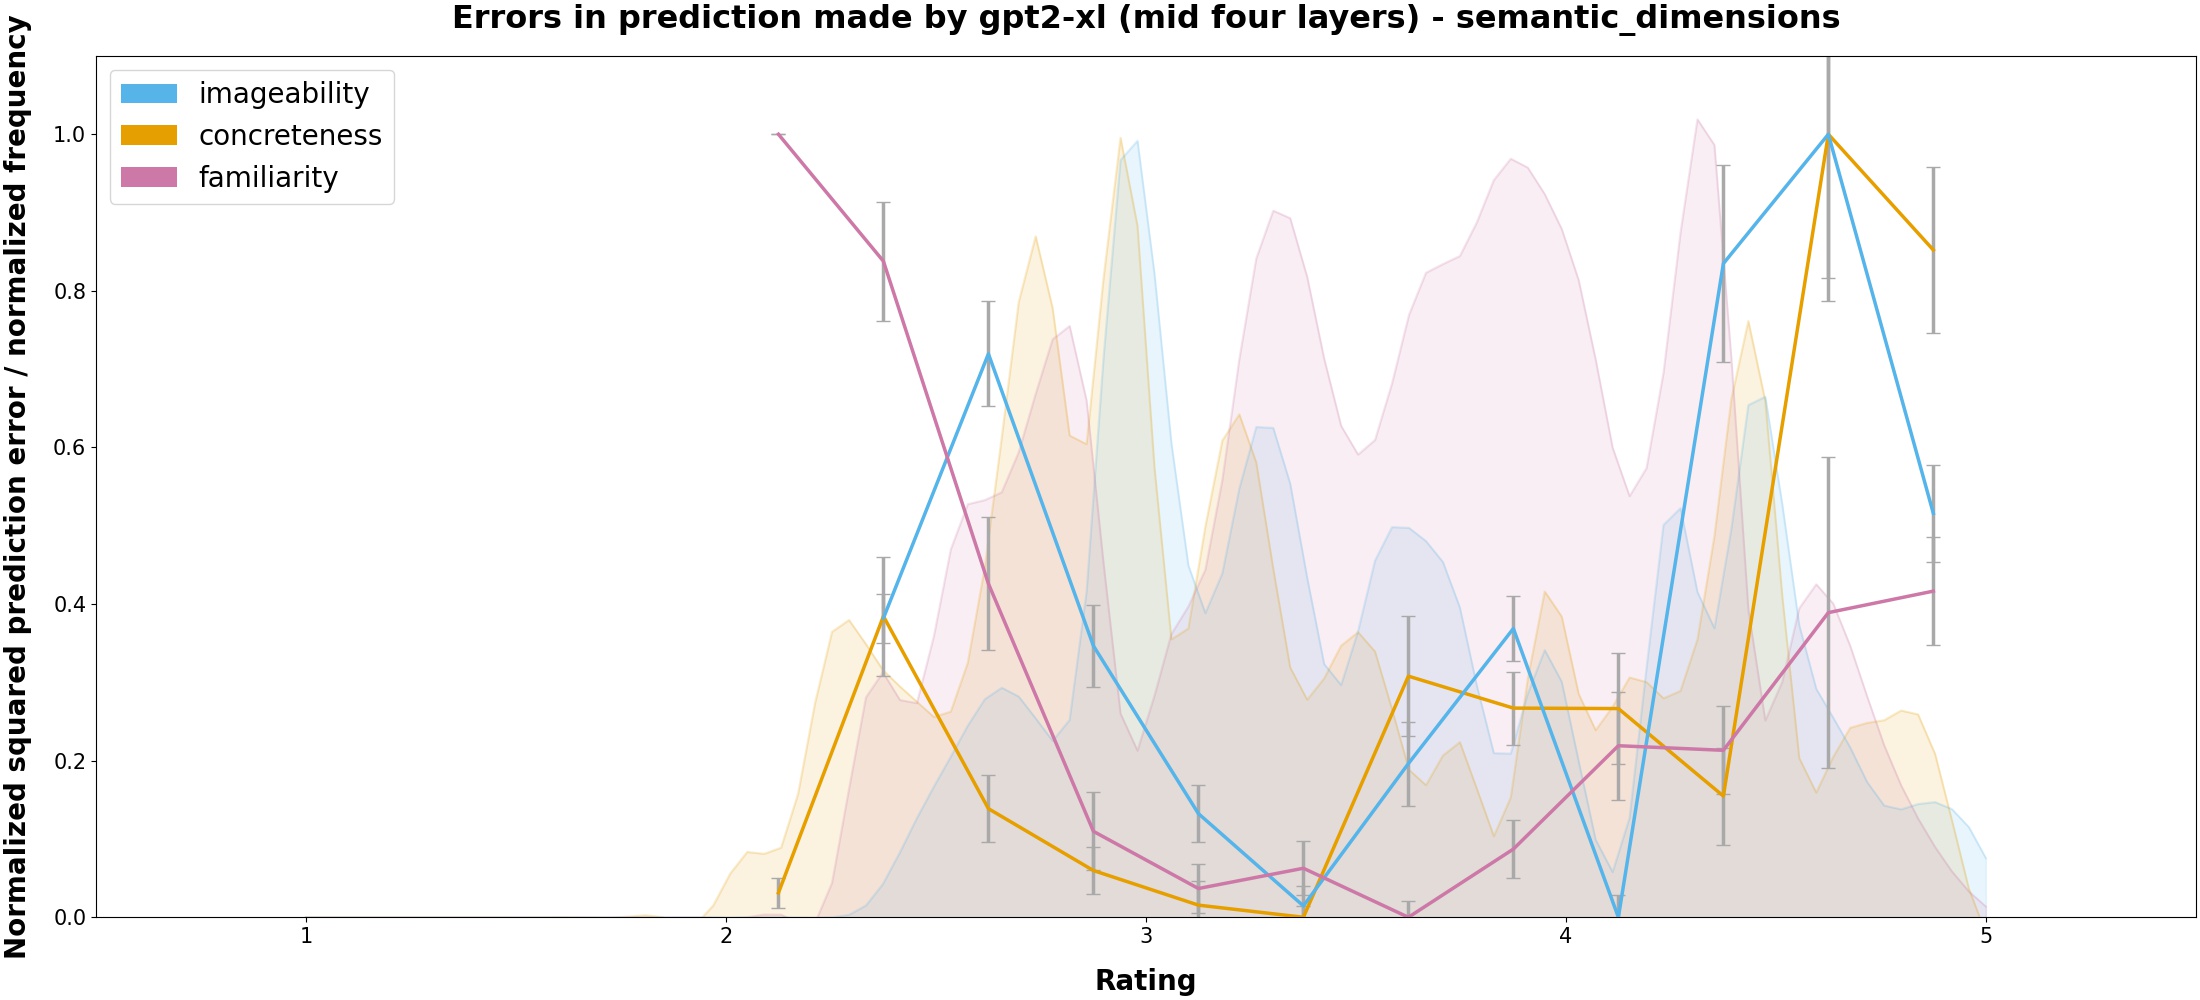 Errors in prediction made by gpt2-xl (mid four layers) - semantic_dimensions
Normalized squared prediction error / normalized frequency
imageability
concreteness
familiarity
1.0
0.8
0.6
0.4
0.2
0.0
1 2 3 4 5
Rating